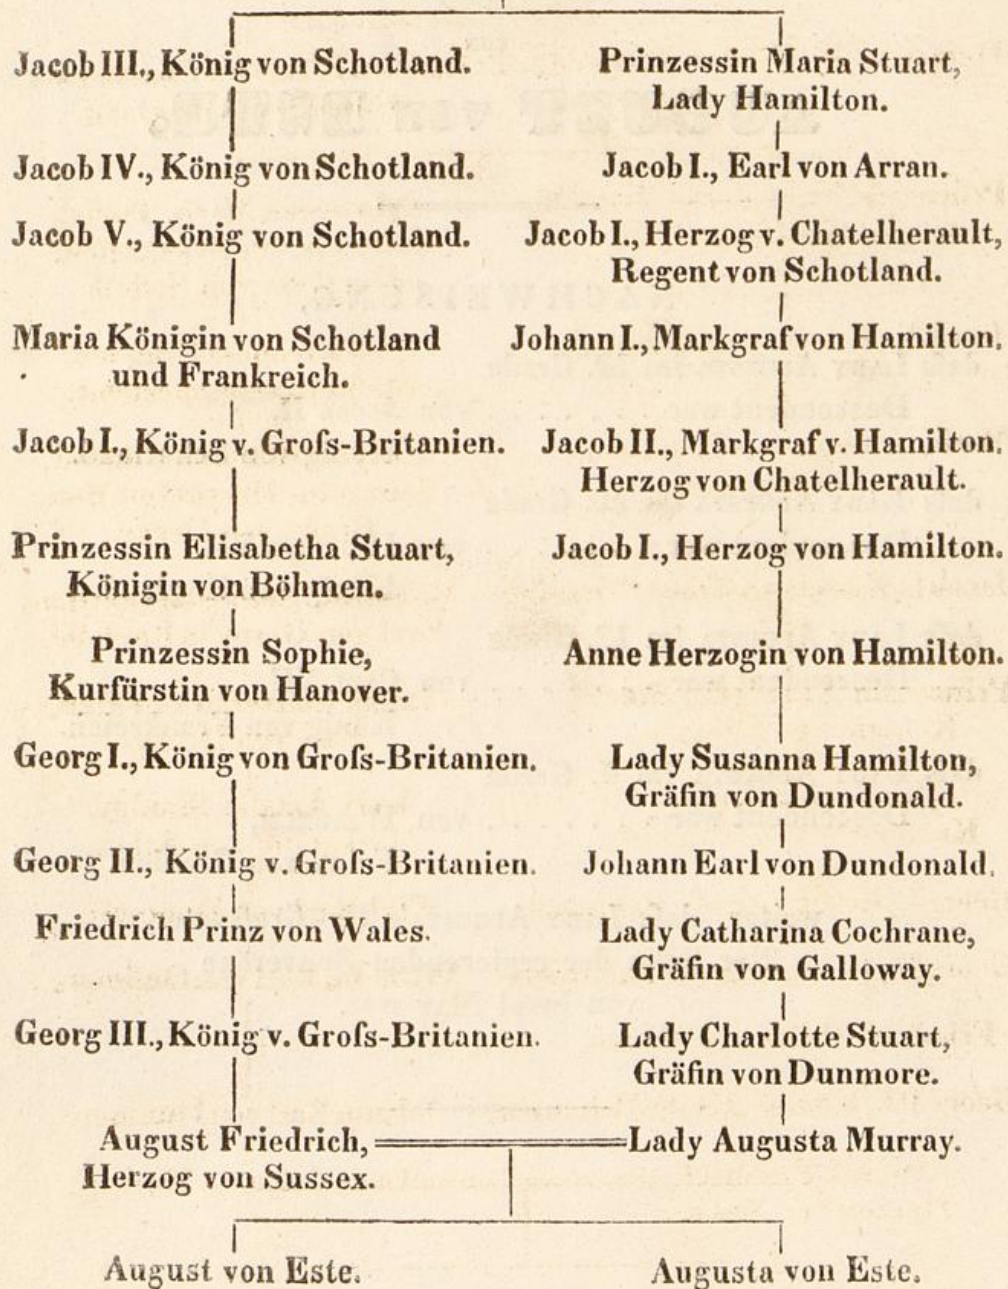 Jacob III., König von Schotland.
Prinzessin Maria Stuart,
Lady Hamilton.
Jacob IV., König von Schotland.
Jacob I., Earl von Arran.
Jacob V., König von Schotland.
Jacob I., Herzog v. Chatelherault,
Regent von Schotland.
Maria Königin von Schotland
und Frankreich.
Johann I., Markgraf von Hamilton.
Jacob I., König v. Groſs-Britanien.
Jacob II., Markgraf v. Hamilton.
Herzog von Chatelherault.
Prinzessin Elisabetha Stuart,
Königin von Böhmen.
Jacob I., Herzog von Hamilton.
Prinzessin Sophie,
Kurfürstin von Hanover.
Anne Herzogin von Hamilton.
Georg I., König von Groſs-Britanien.
Lady Susanna Hamilton,
Gräfin von Dundonald.
Georg II., König v. Groſs-Britanien.
Johann Earl von Dundonald.
Friedrich Prinz von Wales.
Lady Catharina Cochrane,
Gräfin von Galloway.
Georg III., König v. Groſs-Britanien.
Lady Charlotte Stuart,
Gräfin von Dunmore.
August Friedrich,
Herzog von Sussex.
Lady Augusta Murray.
August von Este.
Augusta von Este.